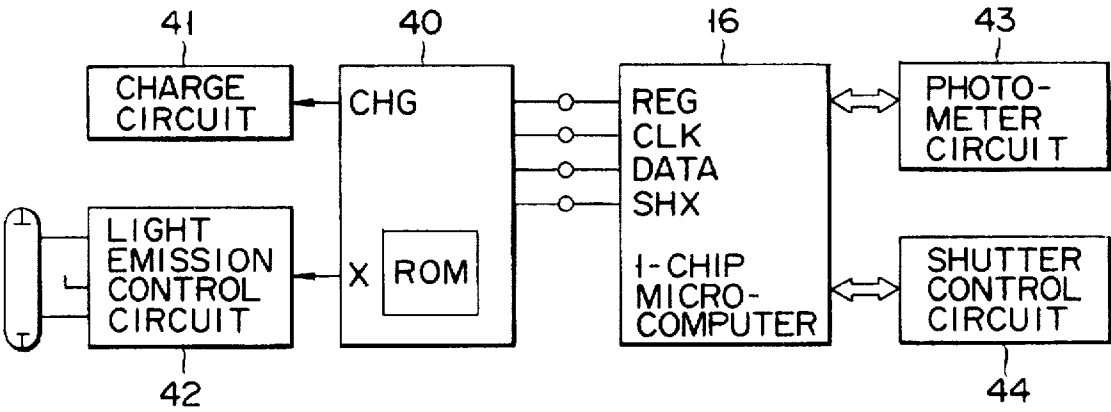 41
40
16
43
CHARGE
CIRCUIT
CHG
REG
CLK
DATA
SHX
PHOTO-
METER
CIRCUIT
LIGHT
EMISSION
CONTROL
CIRCUIT
X
ROM
1-CHIP
MICRO-
COMPUTER
SHUTTER
CONTROL
CIRCUIT
42
44